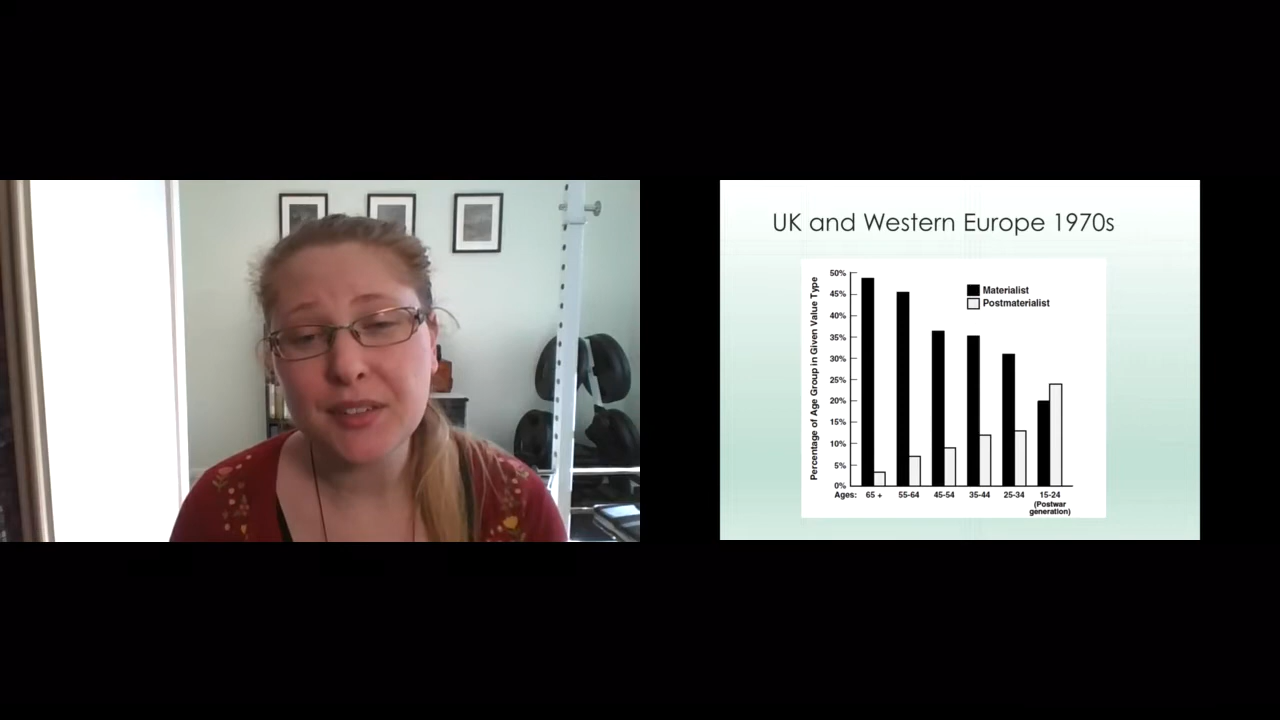 UK and Western Europe 1970s
Percentage of Age Group in Given Value Type
50%
45%
40%
35%
30%
25%
20%
15%
10%
5%
0%
Materialist
Postmaterialist
Ages: 65 + 55-64 45-54 35-44 25-34 15-24
(Postwar
generation)